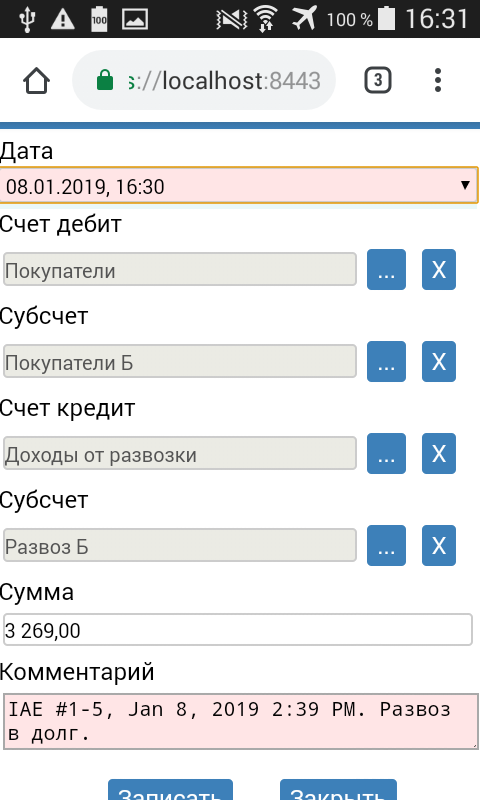 100
100 %
16:31
s://localhost:8443
3
Дата
08.01.2019, 16:30
Счет дебит
Покупатели
...
X
Субсчет
Покупатели Б
...
X
Счет кредит
Доходы от развозки
...
X
Субсчет
Развоз Б
...
X
Сумма
3 269,00
Комментарий
IAE #1-5, Jan 8, 2019 2:39 PM. Развоз
в долг.
Записать
Закрыть